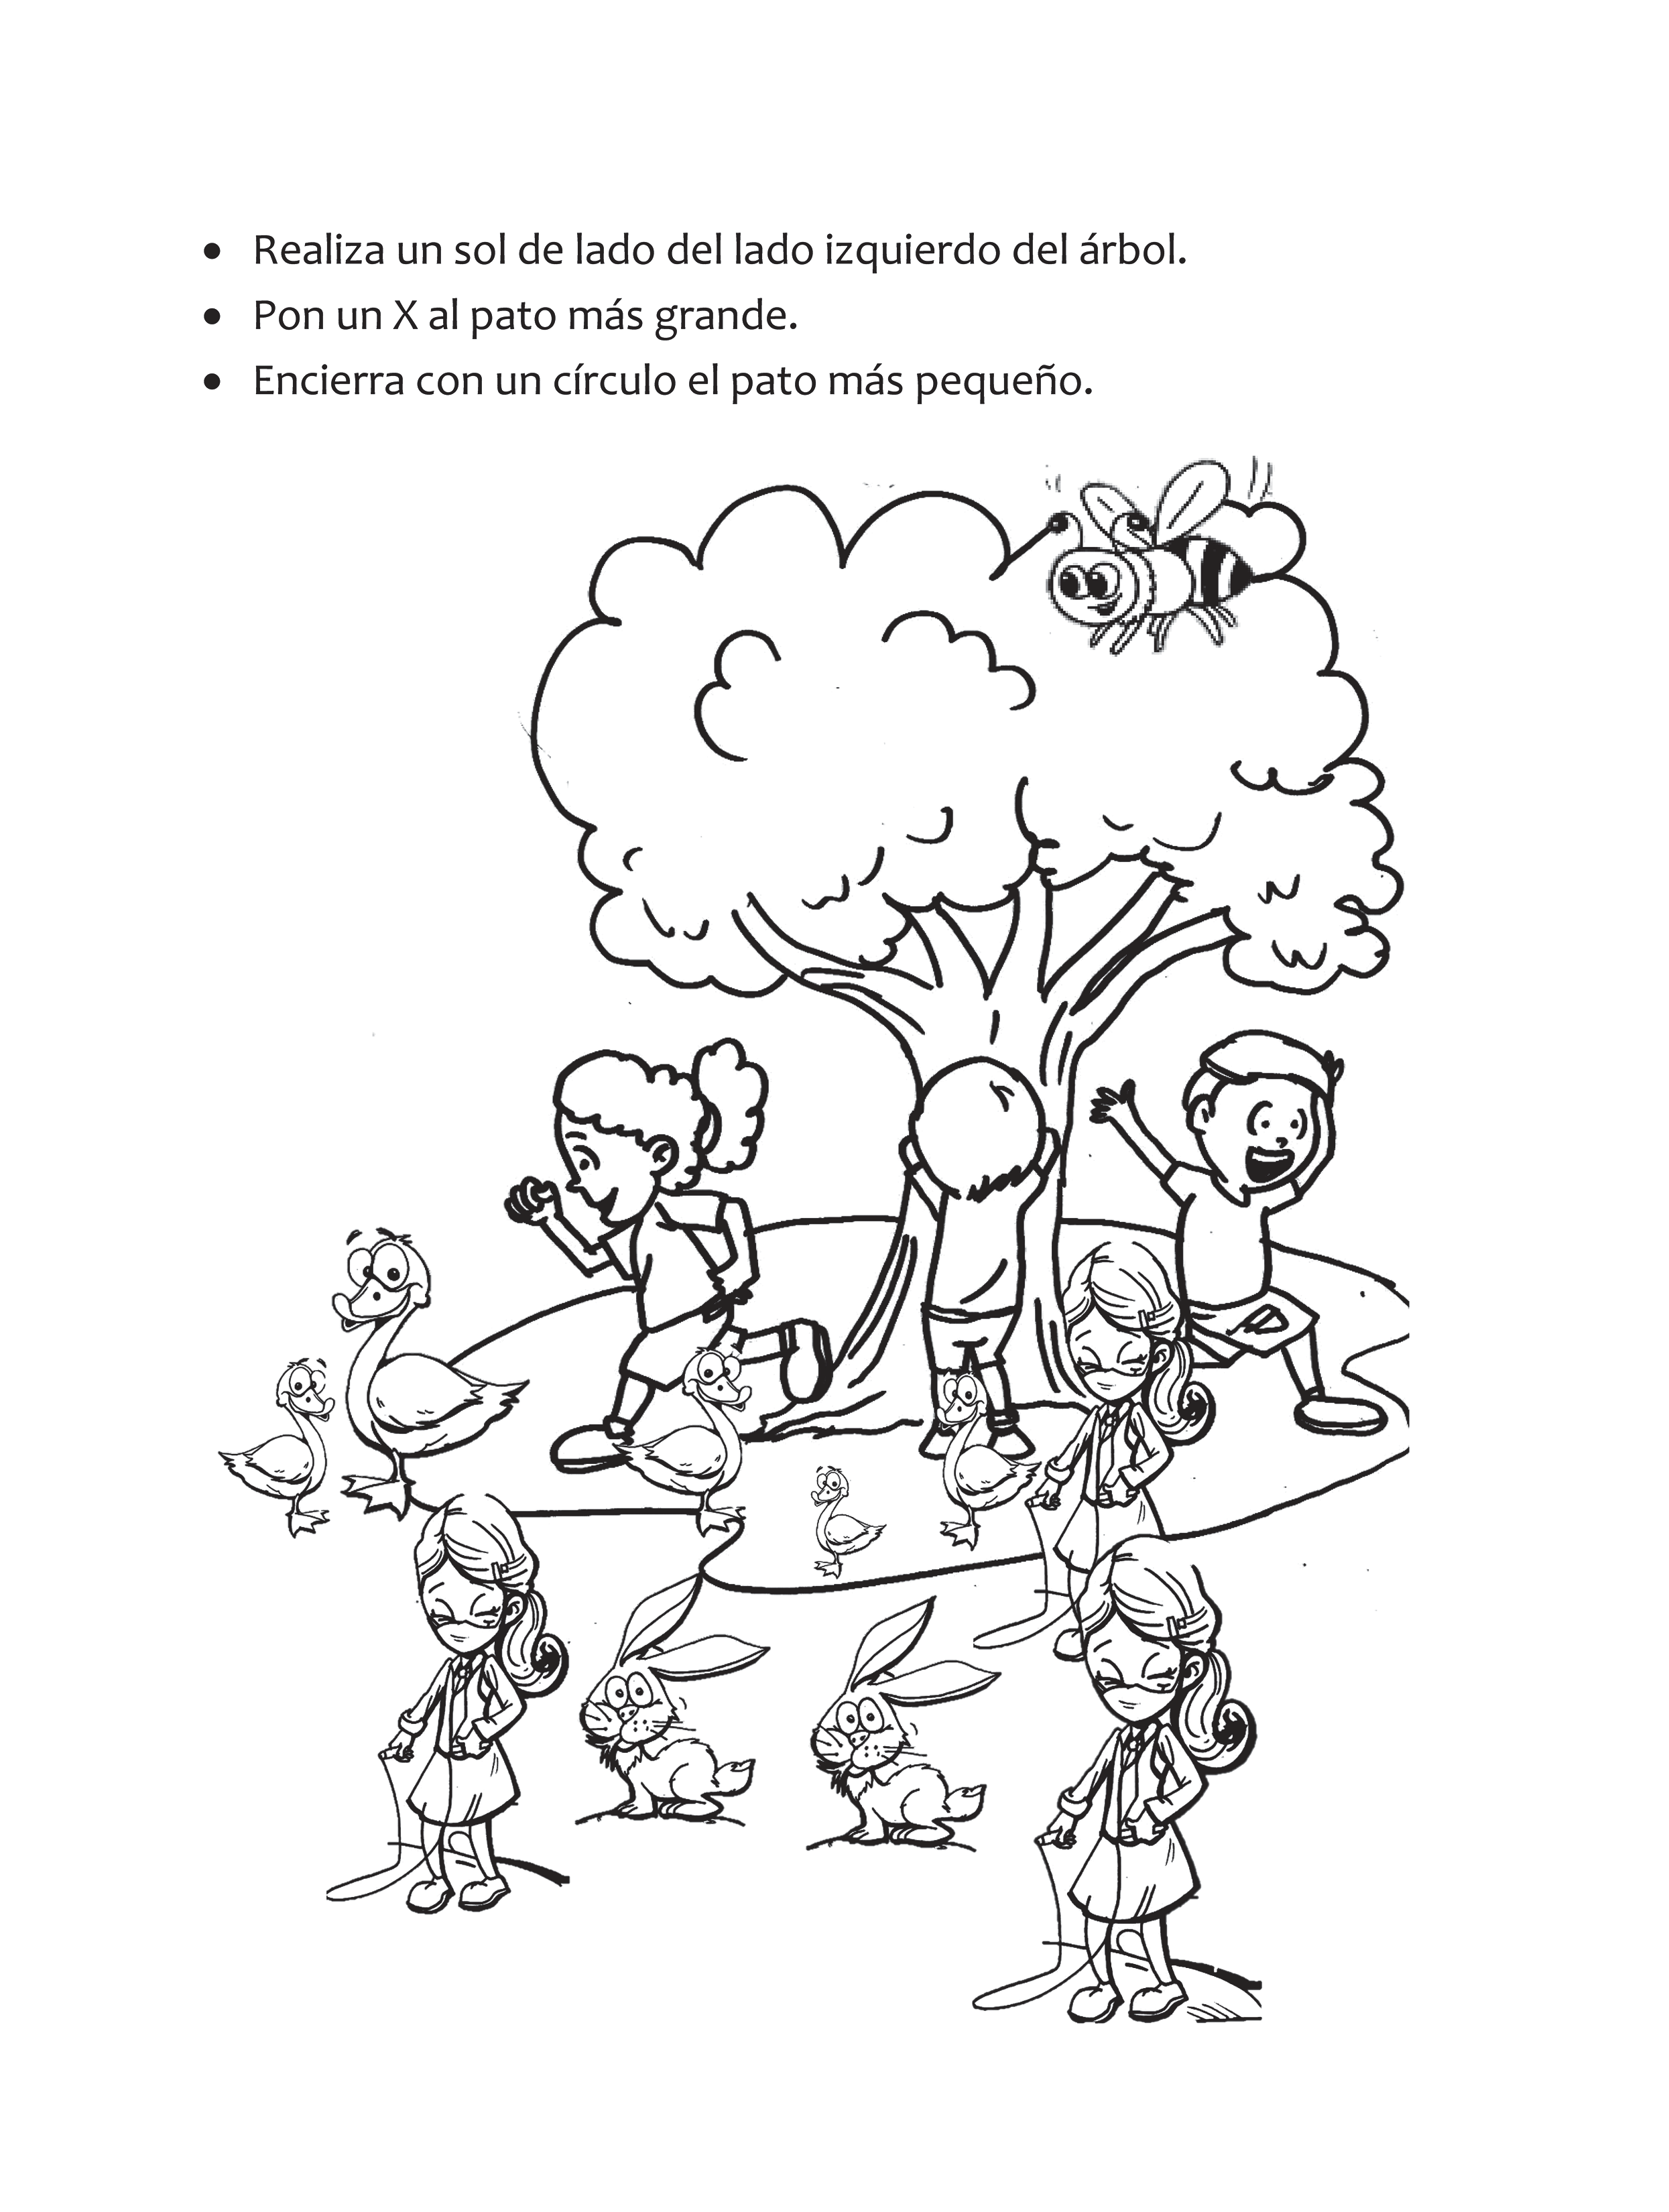 • Realiza un sol de lado del lado izquierdo del árbol.
• Pon un X al pato más grande.
• Encierra con un círculo el pato más pequeño.